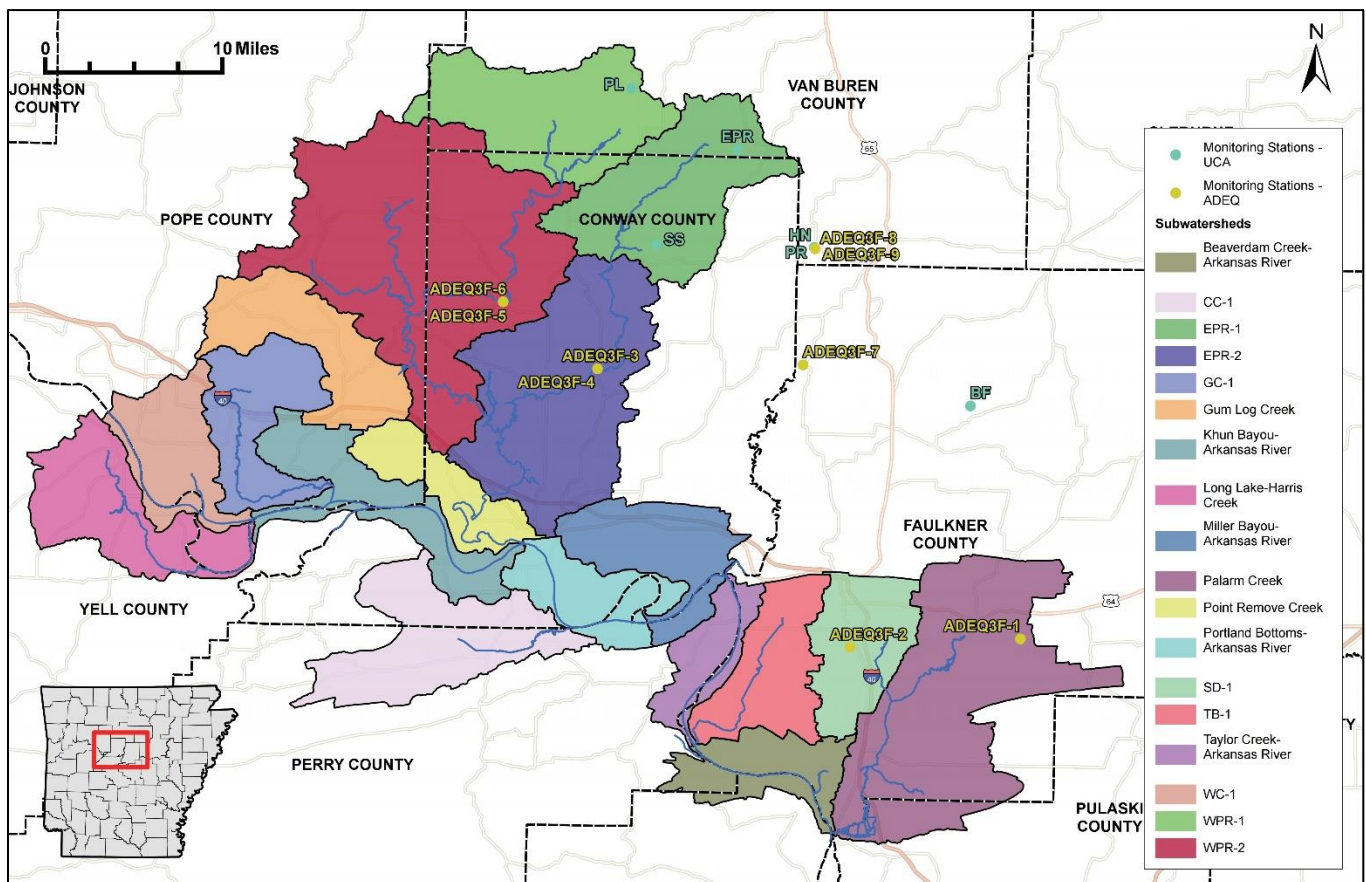 0 10 Miles
N
JOHNSON
COUNTY
VAN BUREN
COUNTY
PL
EPR
65
POPE COUNTY
CONWAY COUNTY
SS
HN
PR
ADEQ3F-8
ADEQ3F-9
ADEQ3F-6
ADEQ3F-5
ADEQ3F-3
ADEQ3F-4
ADEQ3F-7
BF
40
FAULKNER
COUNTY
YELL COUNTY
64
ADEQ3F-2
ADEQ3F-1
40
PERRY COUNTY
PULASKI
COUNTY
Monitoring Stations -
UCA
Monitoring Stations -
ADEQ
Subwatersheds
Beaverdam Creek-
Arkansas River
CC-1
EPR-1
EPR-2
GC-1
Gum Log Creek
Khun Bayou-
Arkansas River
Long Lake-Harris
Creek
Miller Bayou-
Arkansas River
Palarm Creek
Point Remove Creek
Portland Bottoms-
Arkansas River
SD-1
TB-1
Taylor Creek-
Arkansas River
WC-1
WPR-1
WPR-2